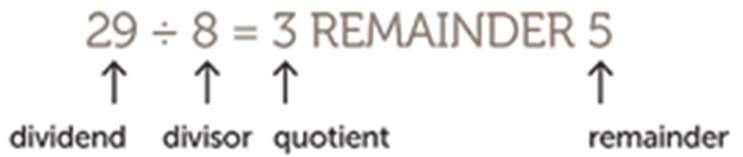 29 ÷ 8 = 3 REMAINDER 5
dividend divisor quotient remainder